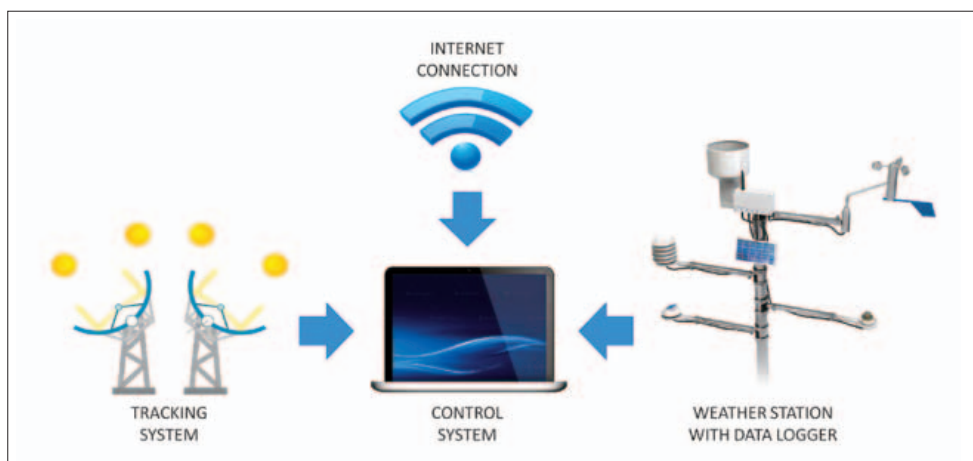 INTERNET
CONNECTION
TRACKING
SYSTEM
CONTROL
SYSTEM
WEATHER STATION
WITH DATA LOGGER